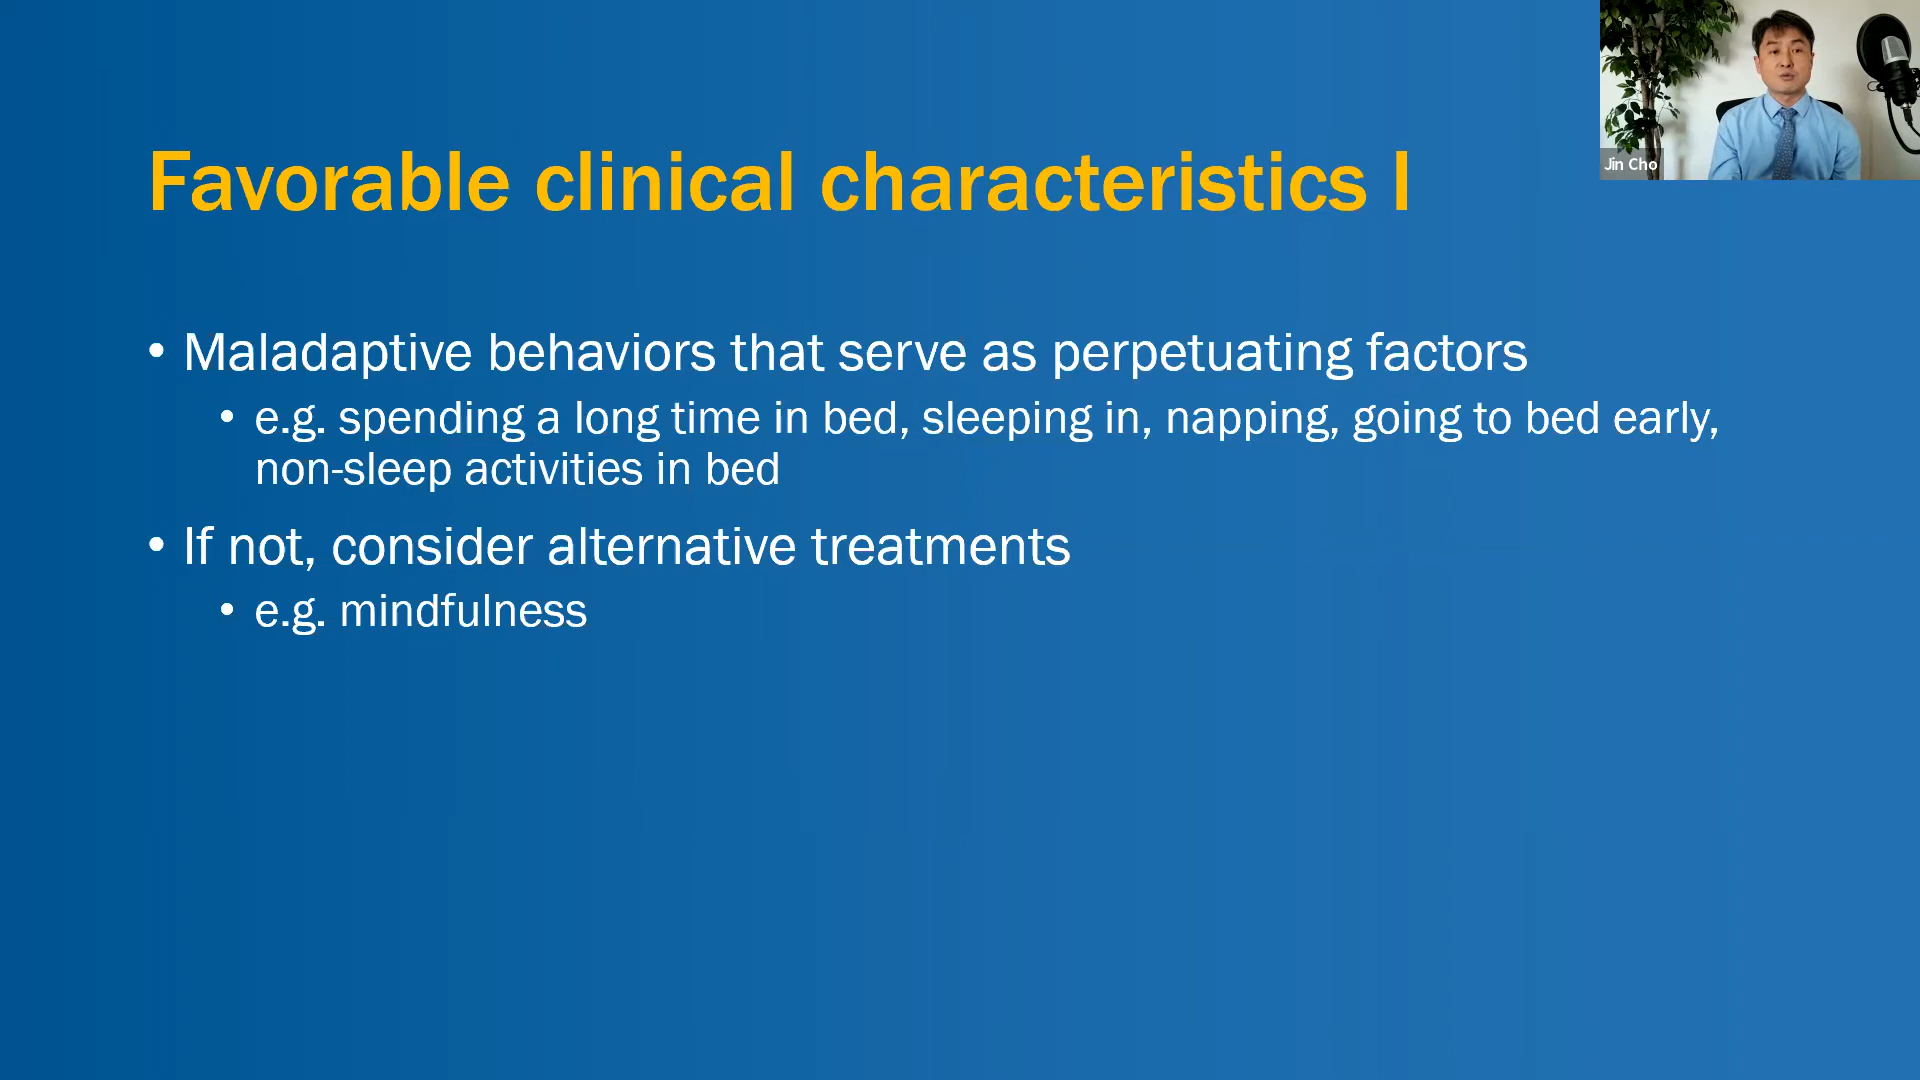 Favorable clinical characteristics I
• Maladaptive behaviors that serve as perpetuating factors
• e.g. spending a long time in bed, sleeping in, napping, going to bed early,
non-sleep activities in bed
• If not, consider alternative treatments
• e.g. mindfulness
Jin Cho